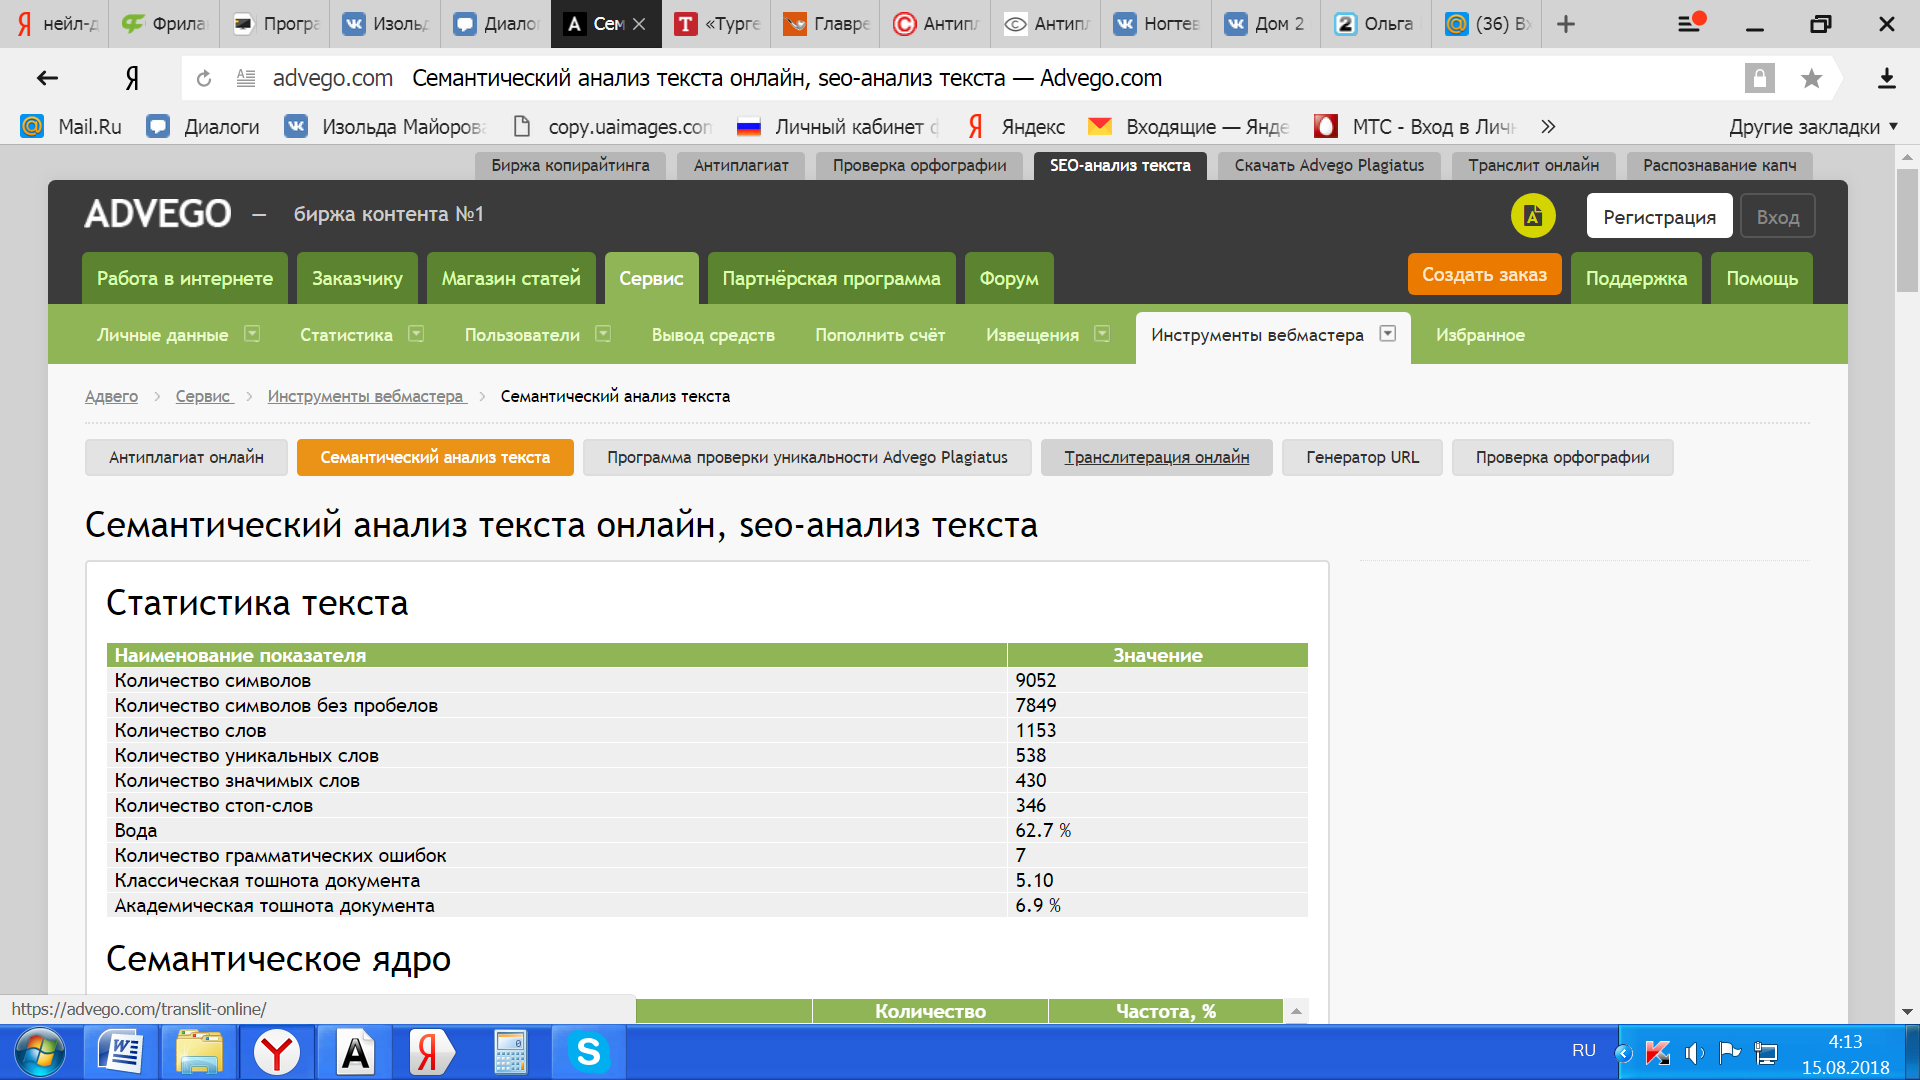 нейл-д
Фрила
Програ
Изольд
Диалог
Сем
«Турге
Главре
Антипл
Антипл
Ногтев
Дом 2
Ольга
(36) Вх
advego.com Семантический анализ текста онлайн, seo-анализ текста — Advego.com
Mail.Ru Диалоги Изольда Майорова copy.uaimages.com Личный кабинет Яндекс Входящие — Янде МТС - Вход в Личн Другие закладки
Биржа копирайтинга Антиплагиат Проверка орфографии SEO-анализ текста Скачать Advego Plagiatus Транслит онлайн Распознавание капч
ADVEGO — биржа контента №1 Регистрация Вход
Работа в интернете Заказчику Магазин статей Сервис Партнёрская программа Форум Создать заказ Поддержка Помощь
Личные данные Статистика Пользователи Вывод средств Пополнить счёт Извещения Инструменты вебмастера Избранное
Адвего > Сервис > Инструменты вебмастера > Семантический анализ текста
Антиплагиат онлайн Семантический анализ текста Программа проверки уникальности Advego Plagiatus Транслитерация онлайн Генератор URL Проверка орфографии
Семантический анализ текста онлайн, seo-анализ текста
Статистика текста
Наименование показателя Значение
Количество символов 9052
Количество символов без пробелов 7849
Количество слов 1153
Количество уникальных слов 538
Количество значимых слов 430
Количество стоп-слов 346
Вода 62.7 %
Количество грамматических ошибок 7
Классическая тошнота документа 5.10
Академическая тошнота документа 6.9 %
Семантическое ядро
Количество Частота, %
https://advego.com/translit-online/
RU 4:13
15.08.2018